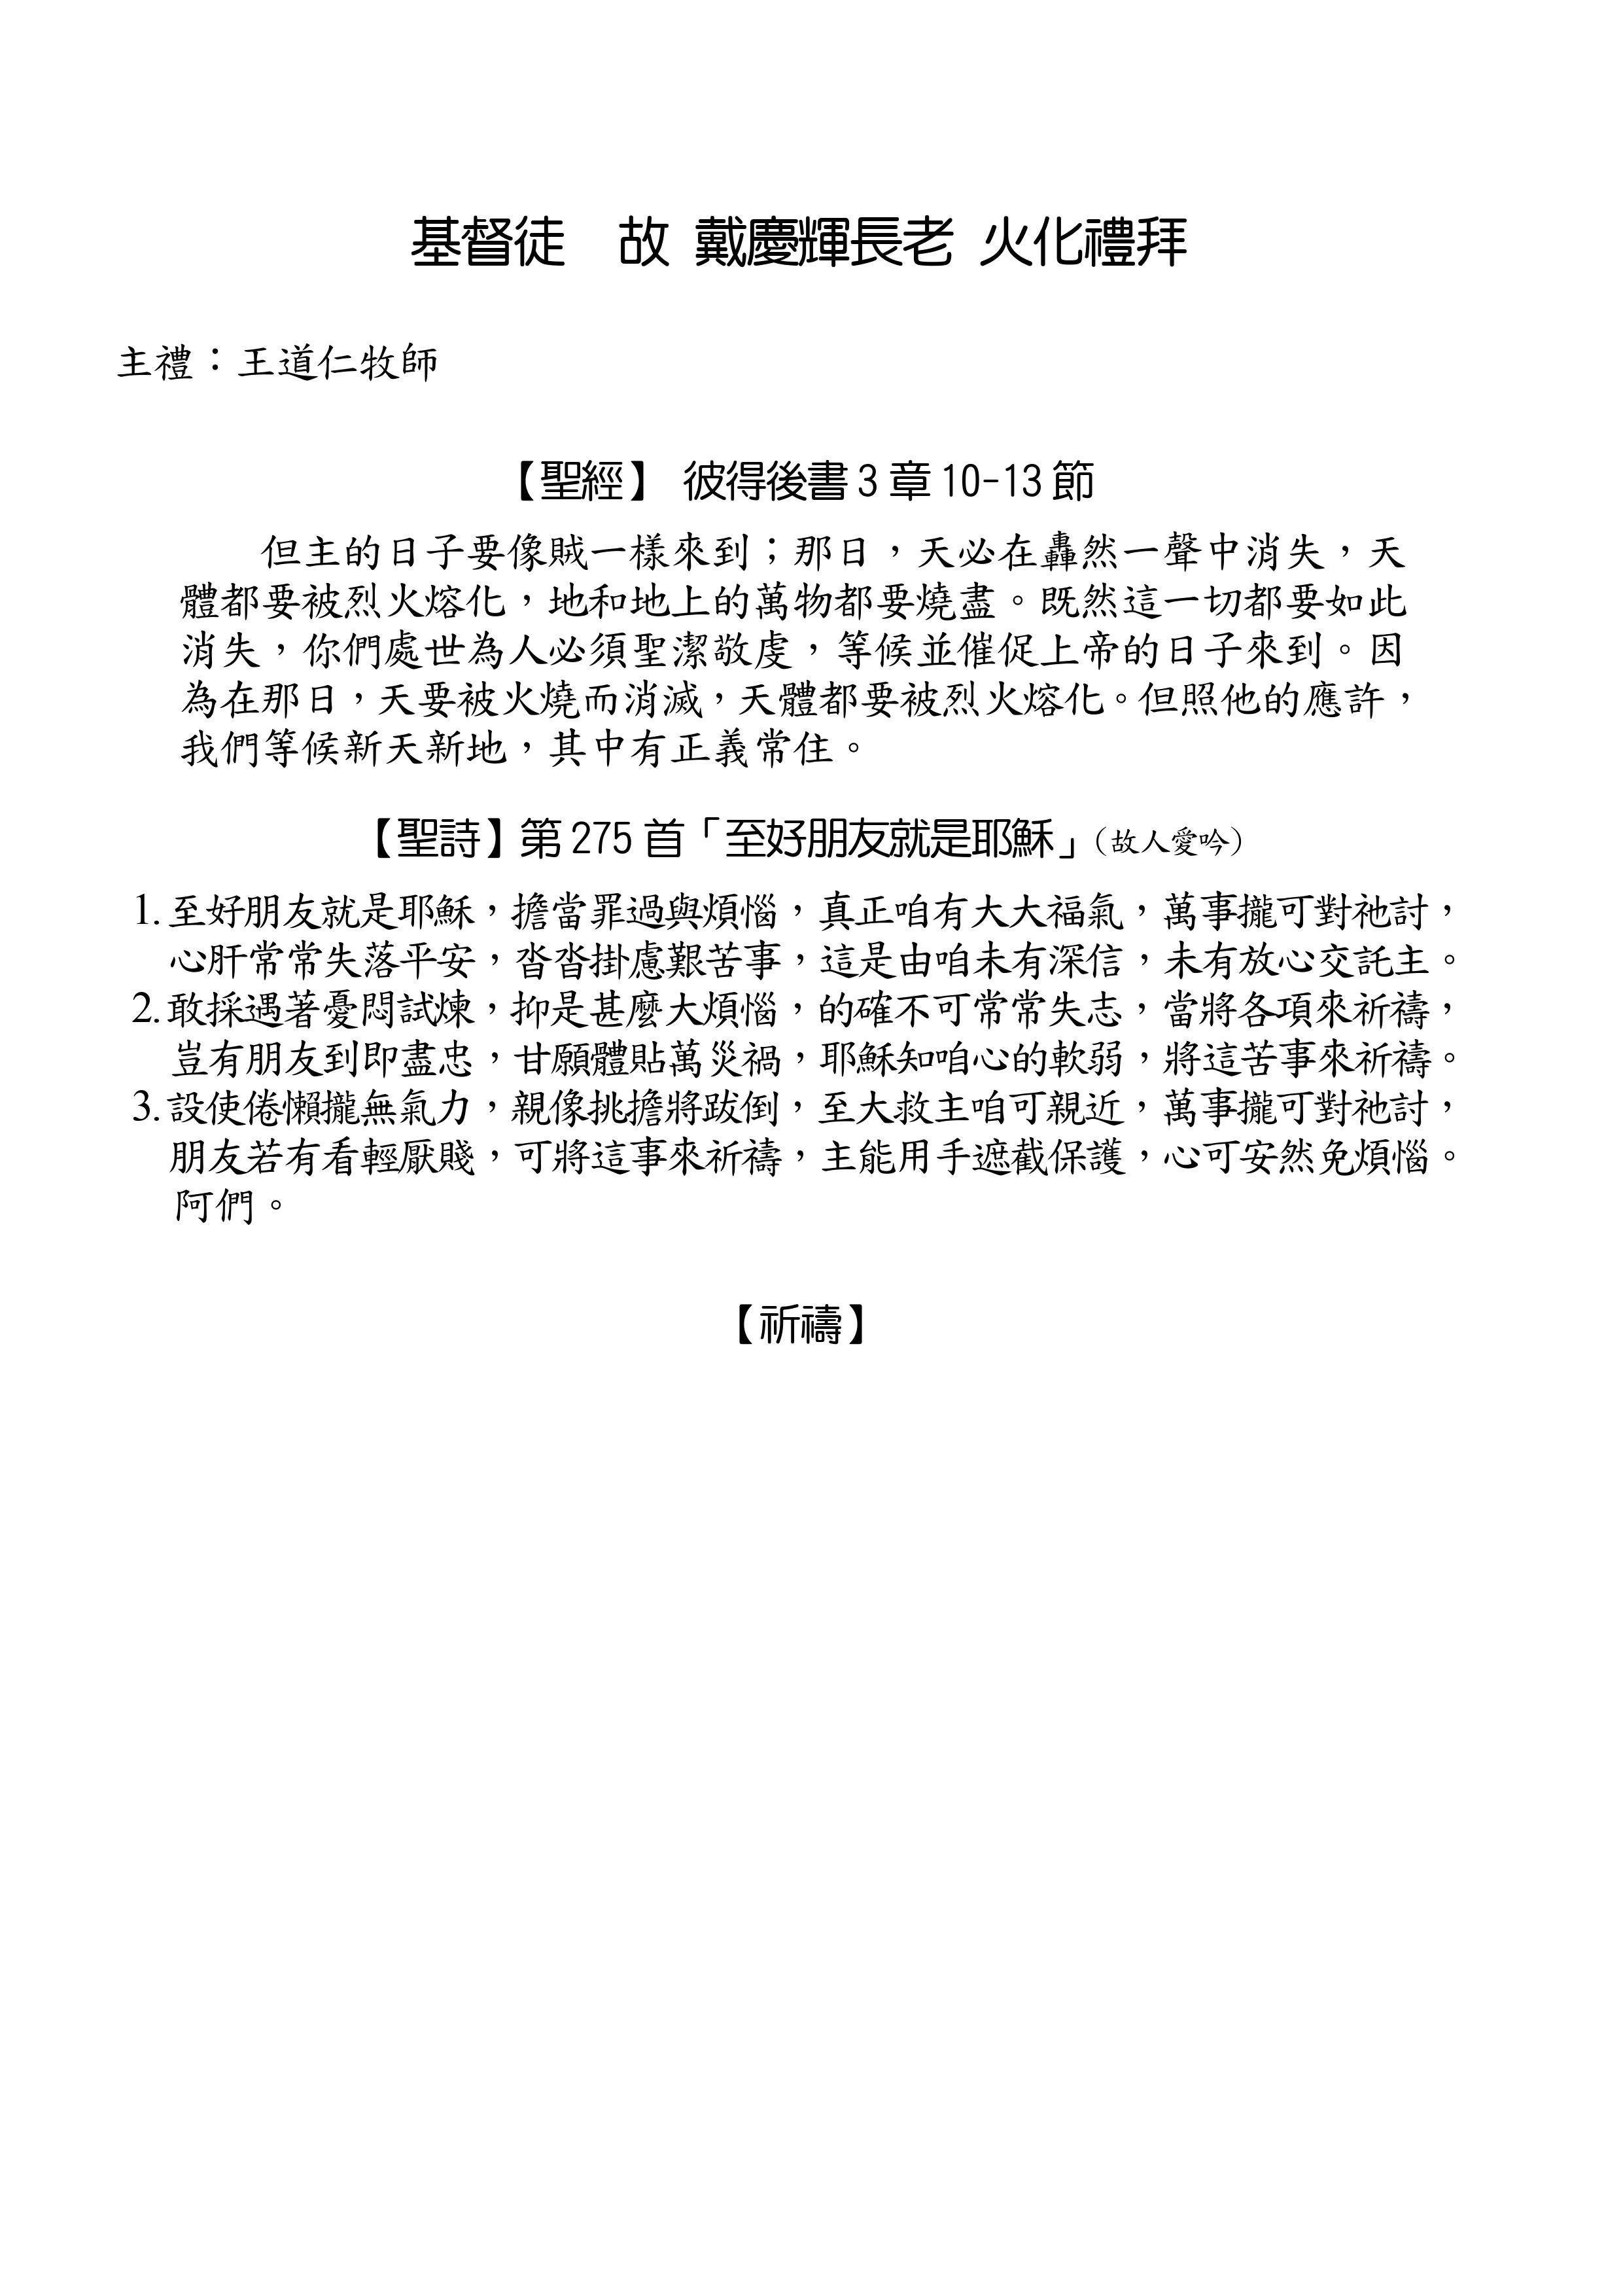 基督徒　故 戴慶輝長老 火化禮拜
主禮：王道仁牧師
【聖經】 彼得後書 3 章 10-13 節
但主的日子要像賊一樣來到；那日，天必在轟然一聲中消失，天
體都要被烈火熔化，地和地上的萬物都要燒盡。既然這一切都要如此
消失，你們處世為人必須聖潔敬虔，等候並催促上帝的日子來到。因
為在那日，天要被火燒而消滅，天體都要被烈火熔化。但照他的應許，
我們等候新天新地，其中有正義常住。
【聖詩】第 275 首「至好朋友就是耶穌」（故人愛吟）
1. 至好朋友就是耶穌，擔當罪過與煩惱，真正咱有大大福氣，萬事攏可對祂討，
心肝常常失落平安，沓沓掛慮艱苦事，這是由咱未有深信，未有放心交託主。
2. 敢採遇著憂悶試煉，抑是甚麼大煩惱，的確不可常常失志，當將各項來祈禱，
豈有朋友到即盡忠，甘願體貼萬災禍，耶穌知咱心的軟弱，將這苦事來祈禱。
3. 設使倦懶攏無氣力，親像挑擔將跋倒，至大救主咱可親近，萬事攏可對祂討，
朋友若有看輕厭賤，可將這事來祈禱，主能用手遮截保護，心可安然免煩惱。
阿們。
【祈禱】